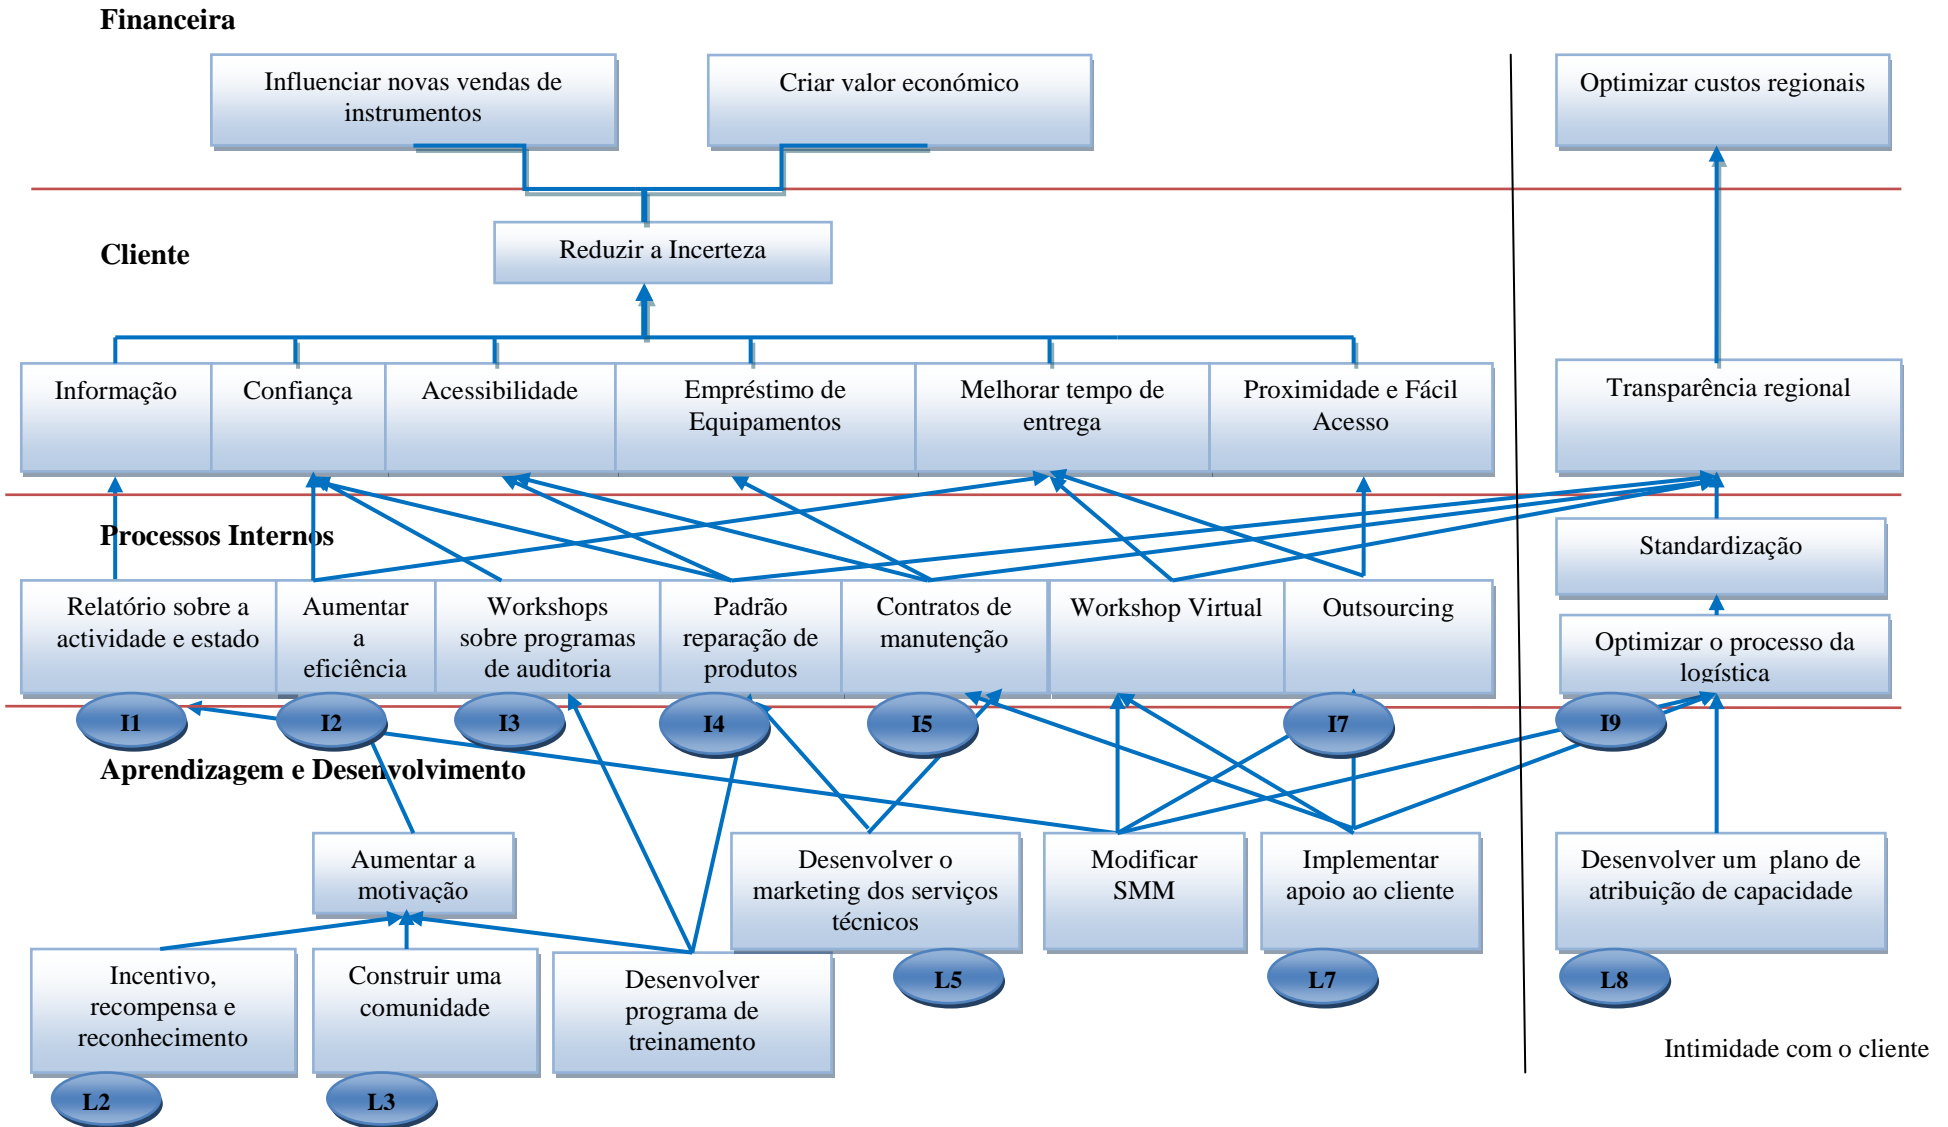 Financeira
Influenciar novas vendas de
instrumentos
Criar valor económico
Optimizar custos regionais
Cliente
Reduzir a Incerteza
Informação
Confiança
Acessibilidade
Empréstimo de
Equipamentos
Melhorar tempo de
entrega
Proximidade e Fácil
Acesso
Transparência regional
Processos Internos
Standardização
Relatório sobre a
actividade e estado
Aumentar
a
eficiência
Workshops
sobre programas
de auditoria
Padrão
reparação de
produtos
Contratos de
manutenção
Workshop Virtual
Outsourcing
Optimizar o processo da
logística
I1
I2
I3
I4
I5
I7
I9
Aprendizagem e Desenvolvimento
Aumentar a
motivação
Desenvolver o
marketing dos serviços
técnicos
Modificar
SMM
Implementar
apoio ao cliente
Desenvolver um plano de
atribuição de capacidade
Incentivo,
recompensa e
reconhecimento
Construir uma
comunidade
Desenvolver
programa de
treinamento
L5
L7
L8
Intimidade com o cliente
L2
L3